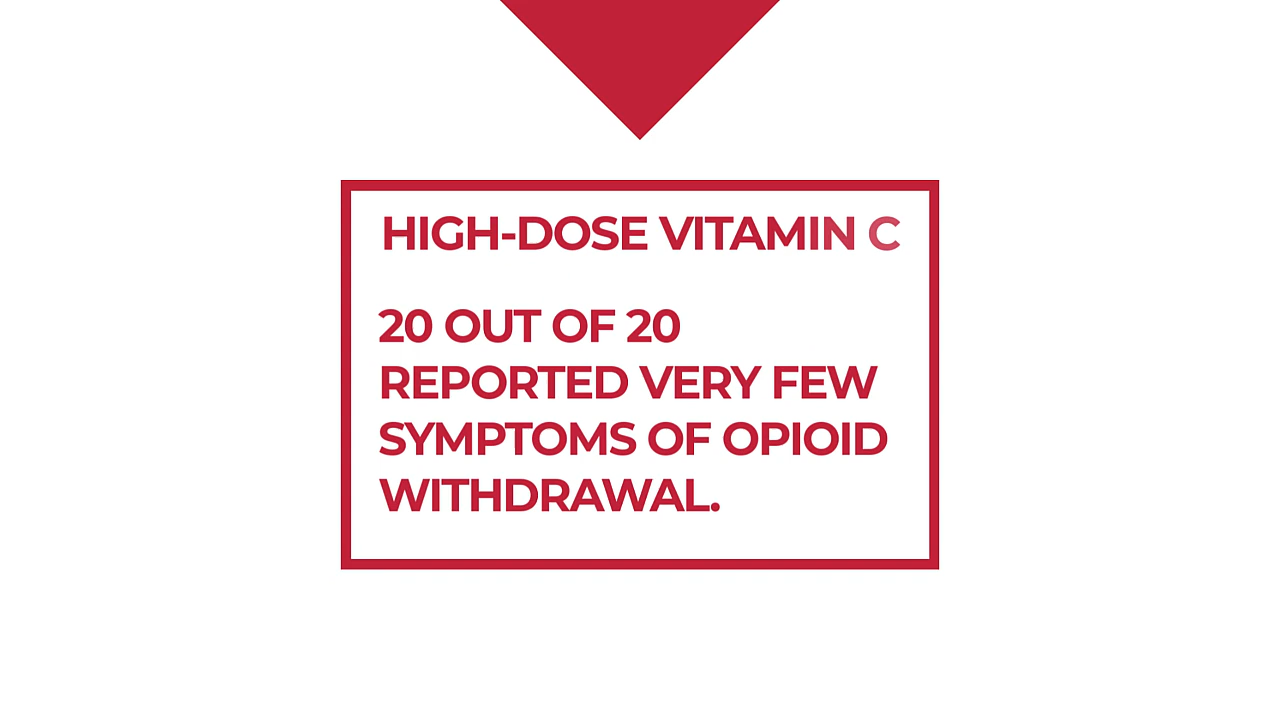 HIGH-DOSE VITAMIN C
20 OUT OF 20
REPORTED VERY FEW
SYMPTOMS OF OPIOID
WITHDRAWAL.